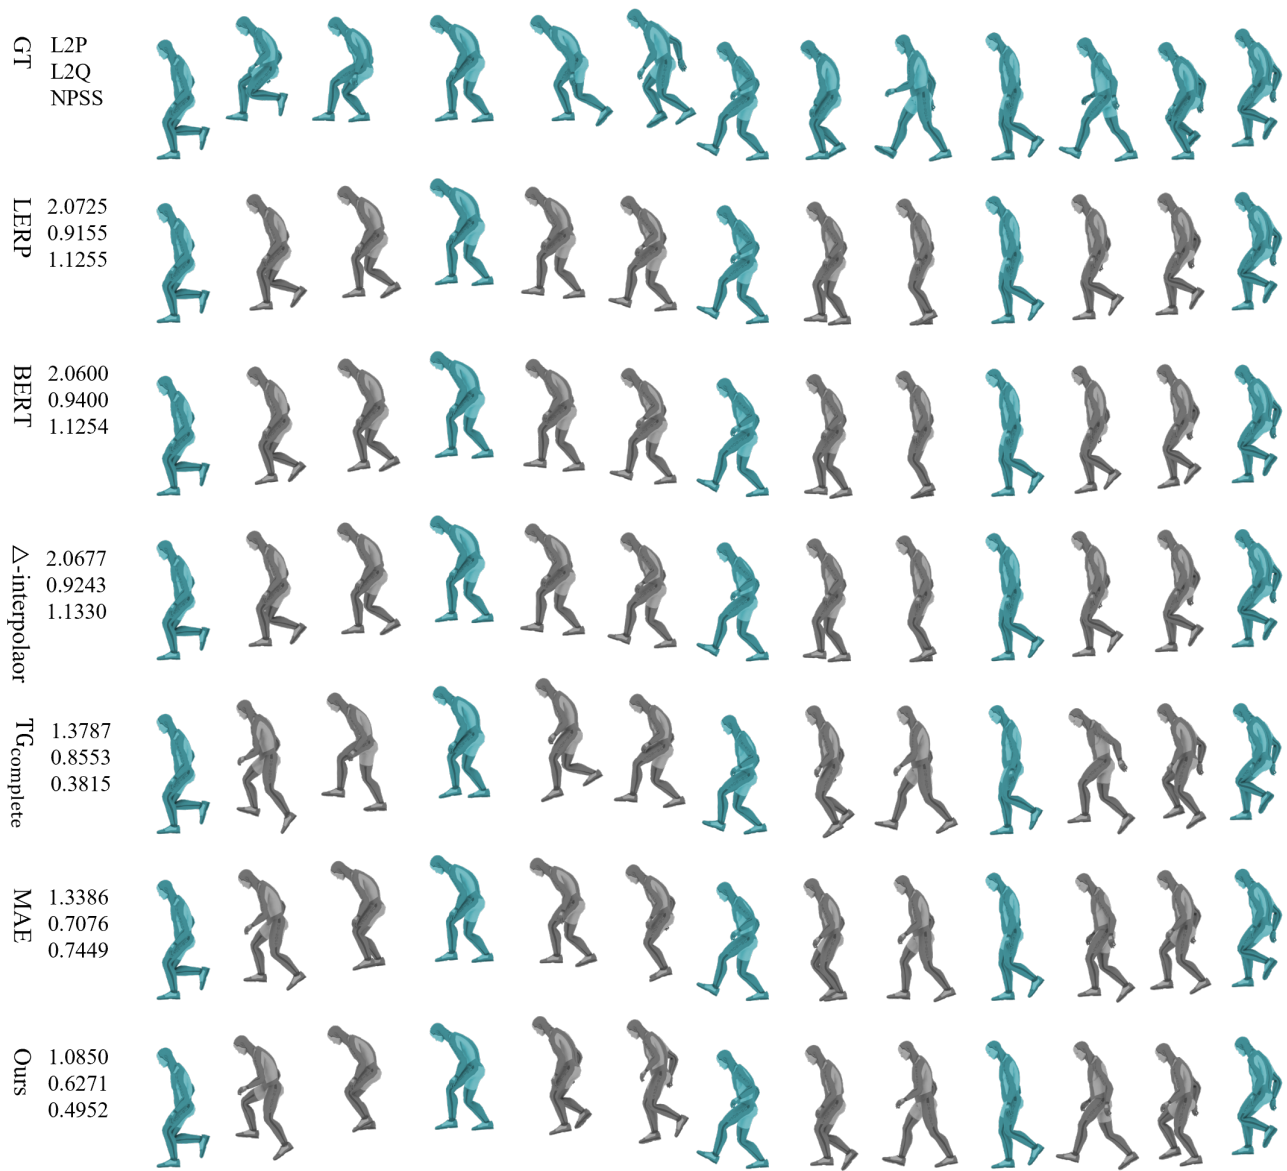 GT
L2P
L2Q
NPSS
LERP
2.0725
0.9155
1.1255
BERT
2.0600
0.9400
1.1254
△-interpolaor
2.0677
0.9243
1.1330
TGcomplete
1.3787
0.8553
0.3815
MAE
1.3386
0.7076
0.7449
Ours
1.0850
0.6271
0.4952